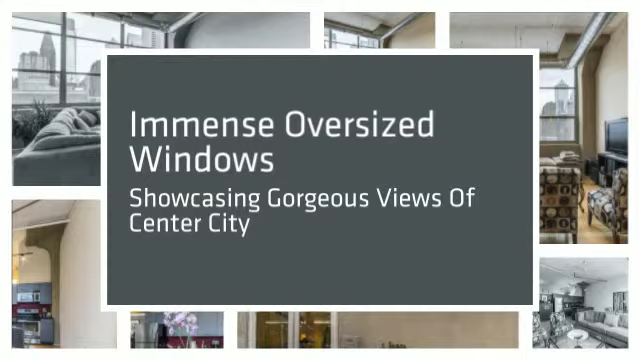 Immense Oversized
Windows
Showcasing Gorgeous Views Of
Center City